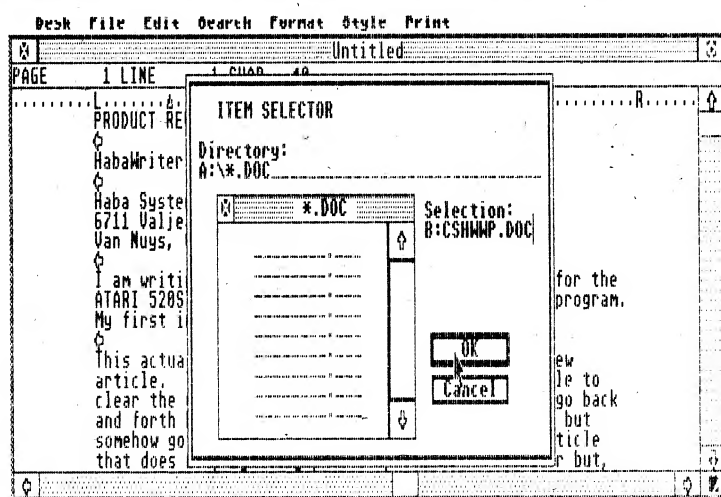 Desk File Edit Search Format Style Print
Untitled
PAGE 1 LINE 1 CHAR 40
L R
PRODUCT RE
HabaWriter
Haba Syste
6711 Valje
Van Nuys,
I am writi for the
ATARI 520S program.
My first i
This actua ew
article. le to
clear the go back
and forth but
somehow go ticle
that does r but,
ITEM SELECTOR
Directory:
A:\*.DOC
*.DOC
Selection:
B:CSHWWP.DOC
OK
Cancel